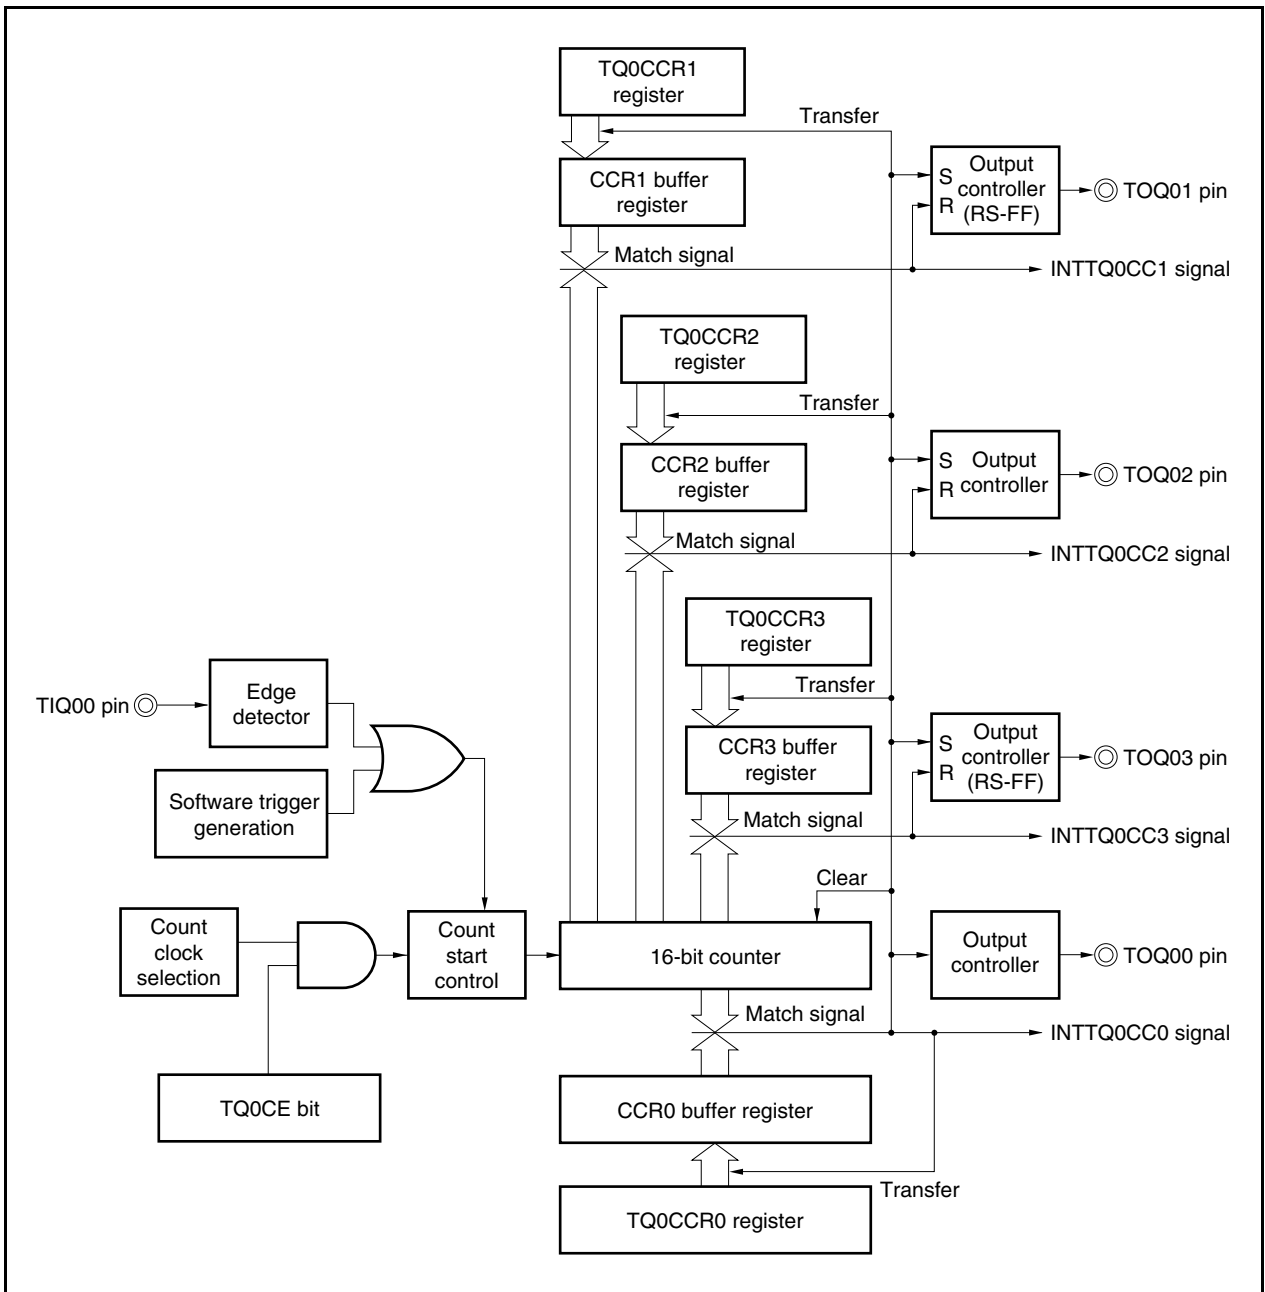 TQ0CCR1
register
Transfer
CCR1 buffer
register
S
R
Output
controller
(RS-FF)
TOQ01 pin
Match signal
INTTQ0CC1 signal
TQ0CCR2
register
Transfer
CCR2 buffer
register
S
R
Output
controller
TOQ02 pin
Match signal
INTTQ0CC2 signal
TQ0CCR3
register
Transfer
TIQ00 pin
Edge
detector
CCR3 buffer
register
S
R
Output
controller
(RS-FF)
TOQ03 pin
Software trigger
generation
Match signal
INTTQ0CC3 signal
Clear
Count
clock
selection
Count
start
control
16-bit counter
Output
controller
TOQ00 pin
Match signal
INTTQ0CC0 signal
TQ0CE bit
CCR0 buffer register
Transfer
TQ0CCR0 register